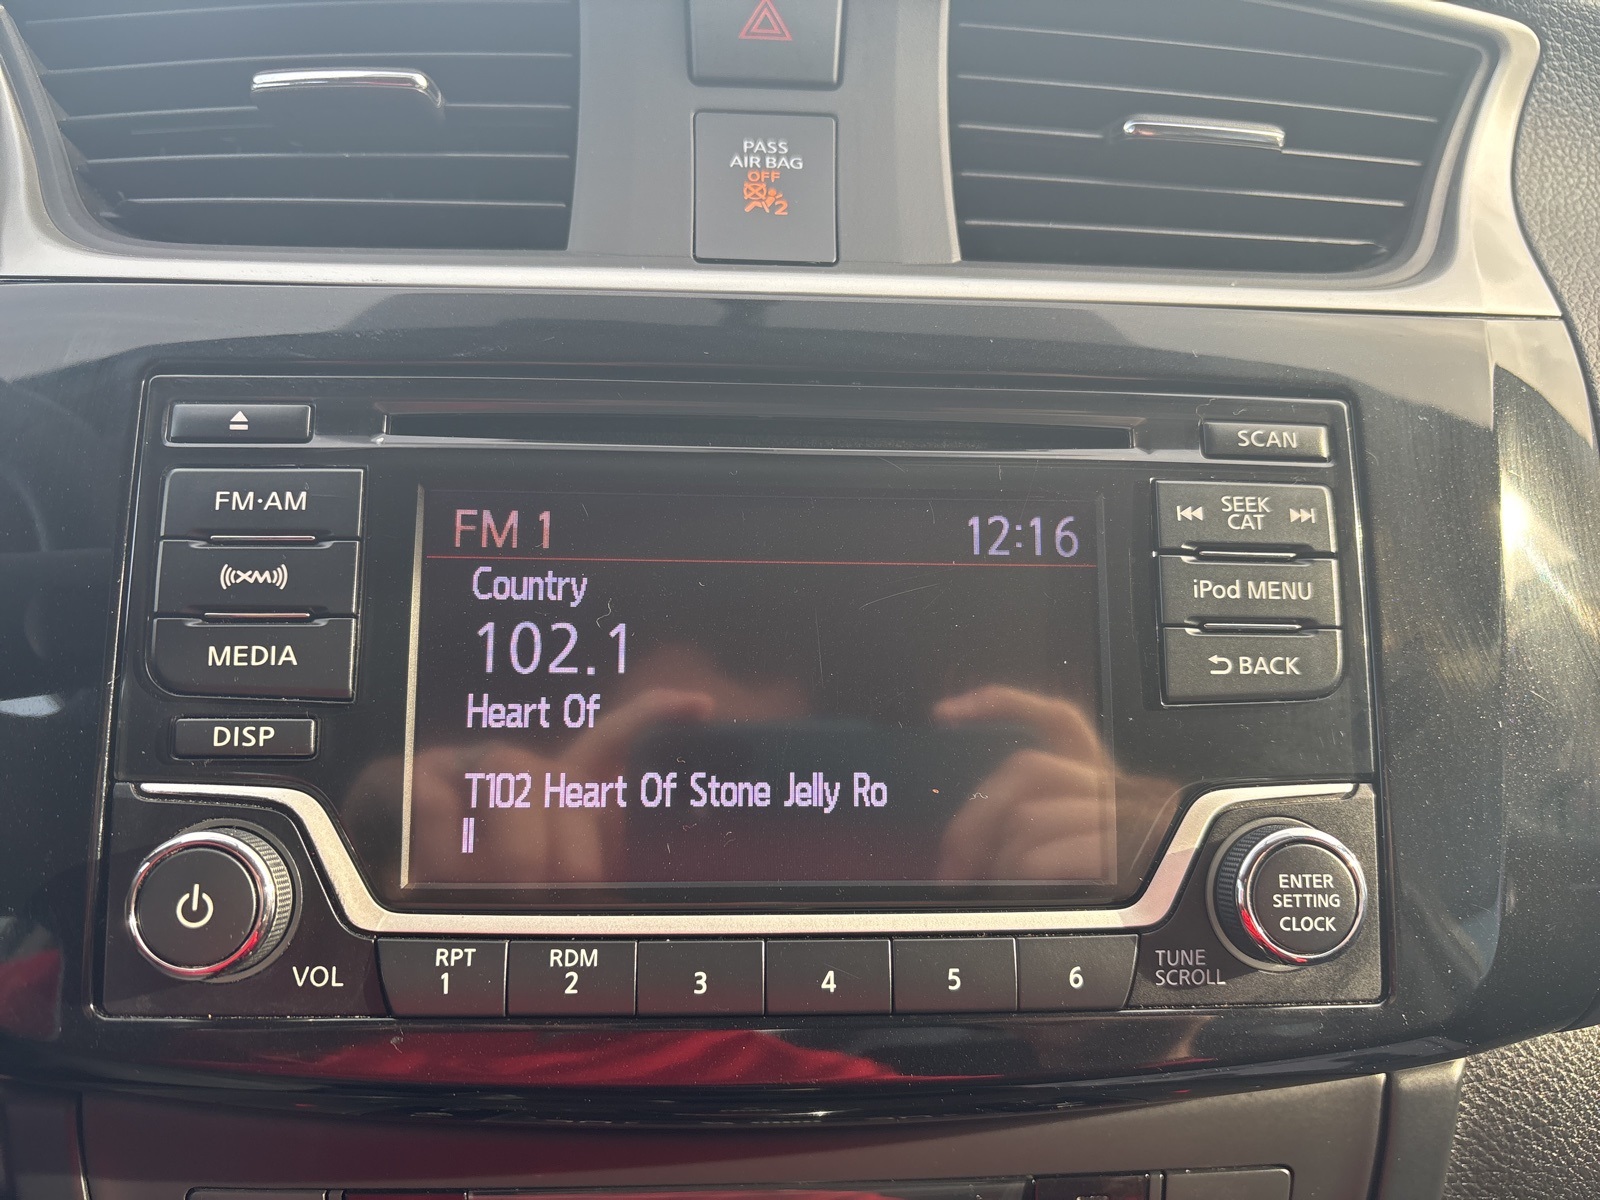 PASS
AIR BAG
OFF
2
SCAN
FM·AM
SEEK
CAT
FM 1
12:16
((XM))
Country
iPod MENU
102.1
MEDIA
BACK
Heart Of
DISP
T102 Heart Of Stone Jelly Ro
ll
ENTER
SETTING
CLOCK
VOL
RPT
1
RDM
2
3
4
5
6
TUNE
SCROLL